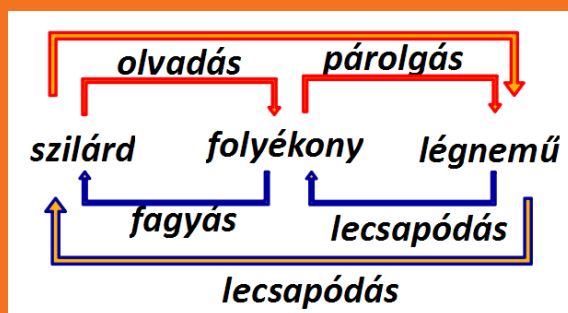 olvadás párolgás
szilárd folyékony légnemű
fagyás lecsapódás
lecsapódás